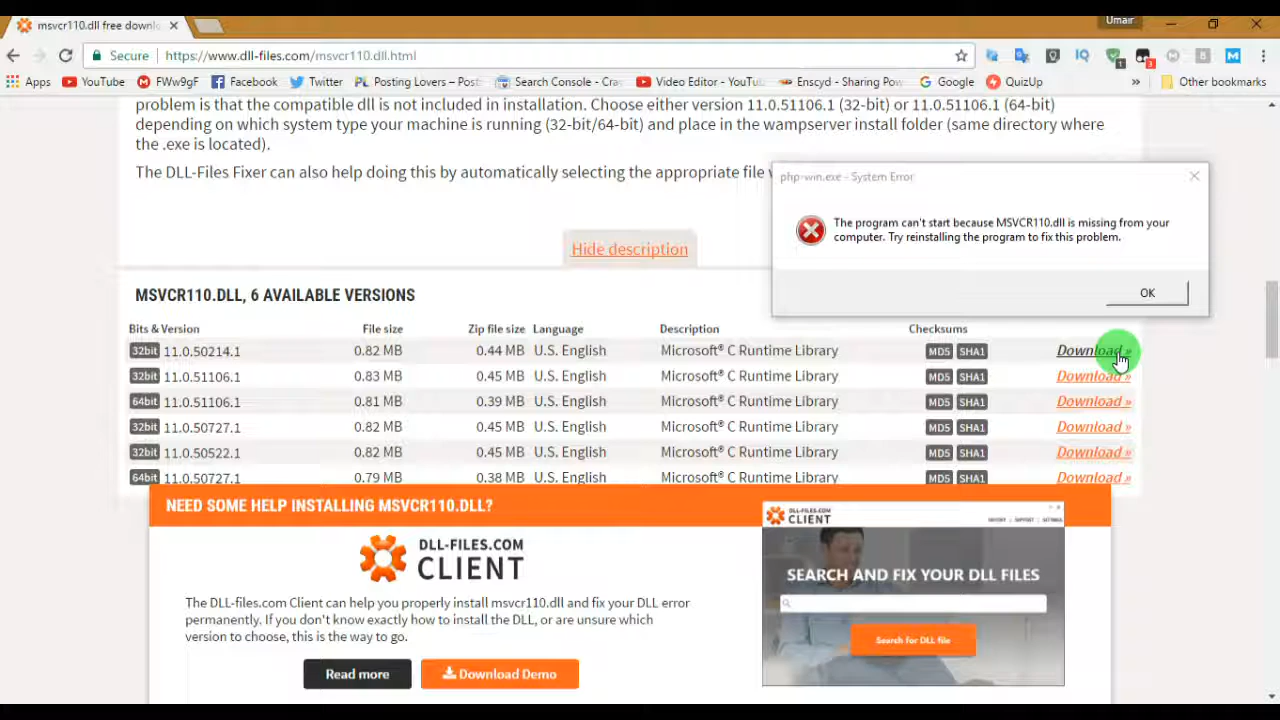 msvcr110.dll free downl
Umair
Secure
https://www.dll-files.com/msvcr110.dll.html
Apps
YouTube
FWw9gF
Facebook
Twitter
Posting Lovers – Post
Search Console - Cra
Video Editor - YouTu
Enscyd - Sharing Pow
Google
QuizUp
»
Other bookmarks
problem is that the compatible dll is not included in installation. Choose either version 11.0.51106.1 (32-bit) or 11.0.51106.1 (64-bit)
depending on which system type your machine is running (32-bit/64-bit) and place in the wampserver install folder (same directory where
the .exe is located).
The DLL-Files Fixer can also help doing this by automatically selecting the appropriate file
php-win.exe - System Error
The program can't start because MSVCR110.dll is missing from your
computer. Try reinstalling the program to fix this problem.
OK
Hide description
MSVCR110.DLL, 6 AVAILABLE VERSIONS
Bits & Version File size Zip file size Language Description Checksums
32bit 11.0.50214.1 0.82 MB 0.44 MB U.S. English Microsoft® C Runtime Library MD5 SHA1 Download »
32bit 11.0.51106.1 0.83 MB 0.45 MB U.S. English Microsoft® C Runtime Library MD5 SHA1 Download »
64bit 11.0.51106.1 0.81 MB 0.39 MB U.S. English Microsoft® C Runtime Library MD5 SHA1 Download »
32bit 11.0.50727.1 0.82 MB 0.45 MB U.S. English Microsoft® C Runtime Library MD5 SHA1 Download »
32bit 11.0.50522.1 0.82 MB 0.45 MB U.S. English Microsoft® C Runtime Library MD5 SHA1 Download »
64bit 11.0.50727.1 0.79 MB 0.38 MB U.S. English Microsoft® C Runtime Library MD5 SHA1 Download »
NEED SOME HELP INSTALLING MSVCR110.DLL?
DLL-FILES.COM
CLIENT
The DLL-files.com Client can help you properly install msvcr110.dll and fix your DLL error
permanently. If you don't know exactly how to install the DLL, or are unsure which
version to choose, this is the way to go.
Read more
Download Demo
DLL-FILES.COM
CLIENT
HISTORY | SUPPORT | SETTINGS
SEARCH AND FIX YOUR DLL FILES
Search for DLL file